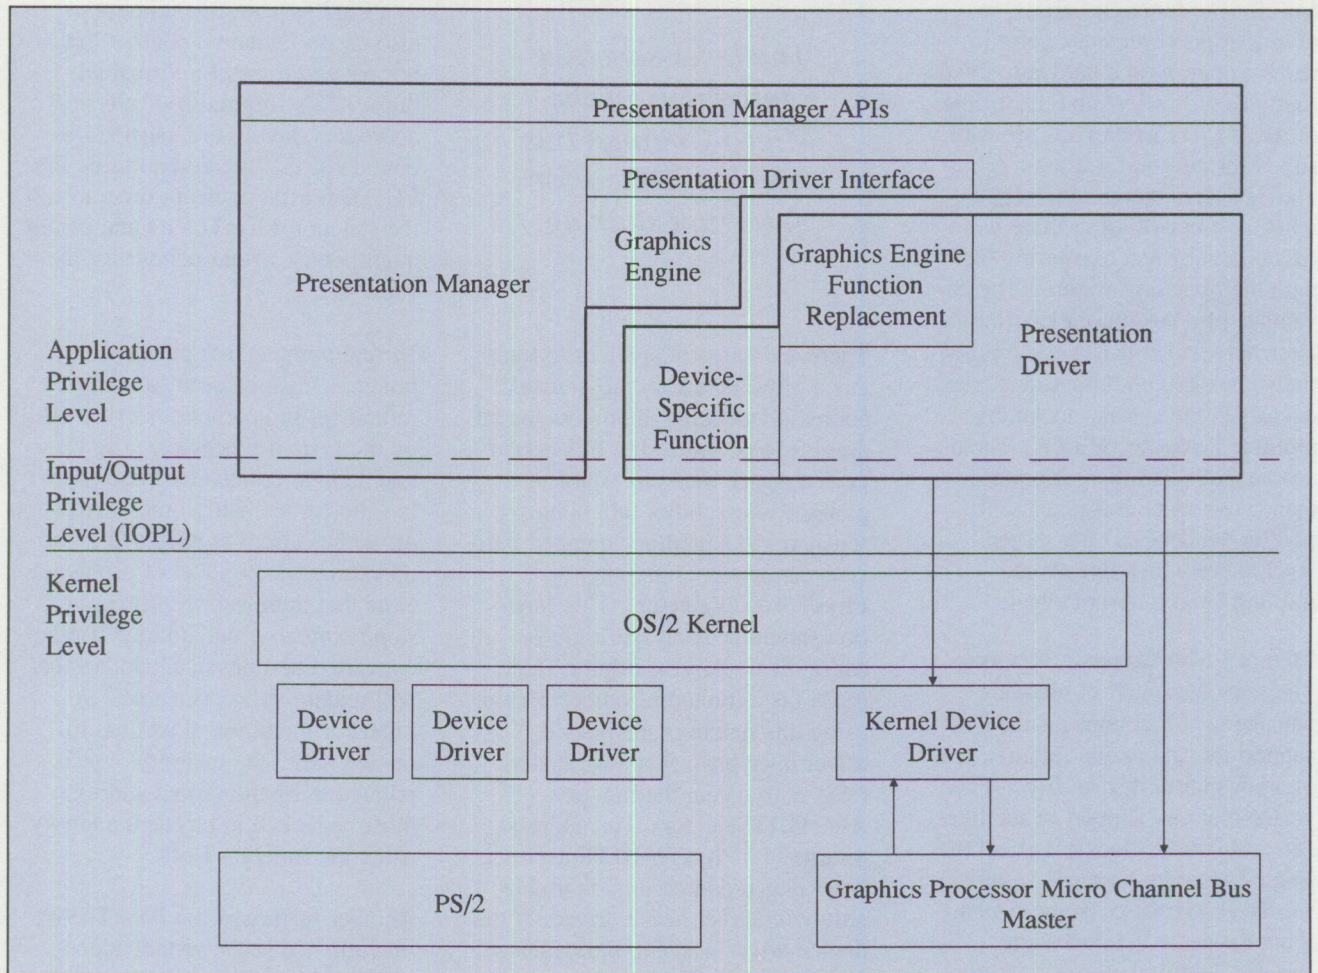 Presentation Manager APIs
Presentation Driver Interface
Graphics
Engine
Graphics Engine
Function
Replacement
Presentation Manager
Presentation
Driver
Application
Privilege
Level
Device-
Specific
Function
Input/Output
Privilege
Level (IOPL)
Kernel
Privilege
Level
OS/2 Kernel
Device
Driver
Device
Driver
Device
Driver
Kernel Device
Driver
PS/2
Graphics Processor Micro Channel Bus
Master